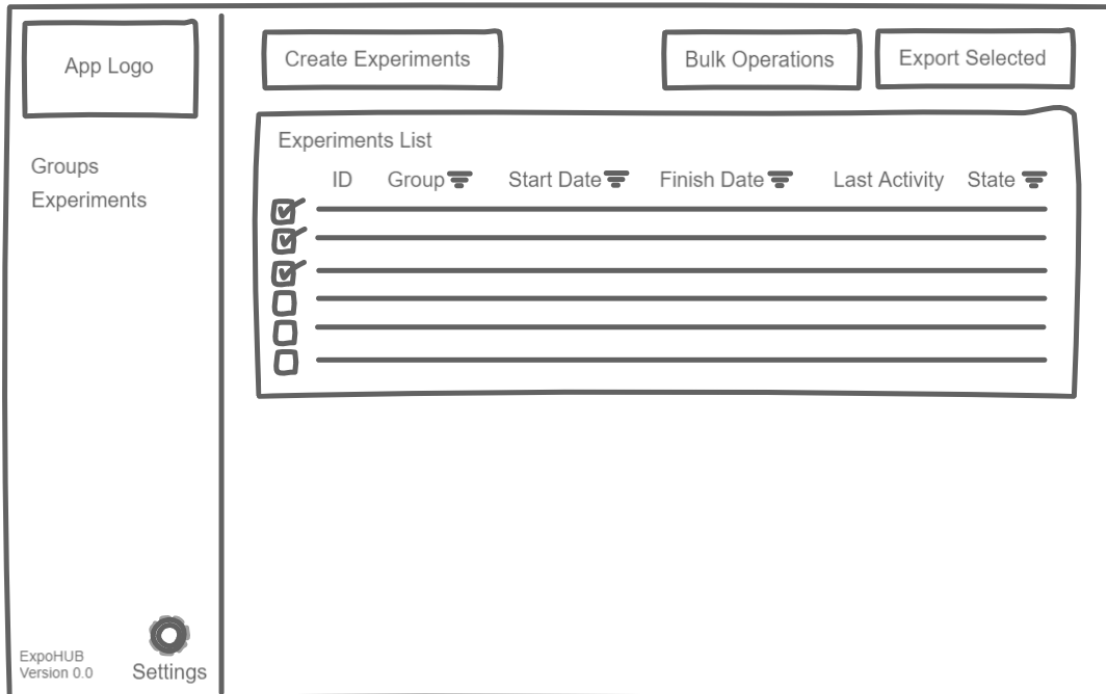 App Logo
Groups
Experiments
Create Experiments
Bulk Operations
Export Selected
Experiments List
ID Group Start Date Finish Date Last Activity State
ExpoHUB
Version 0.0
Settings